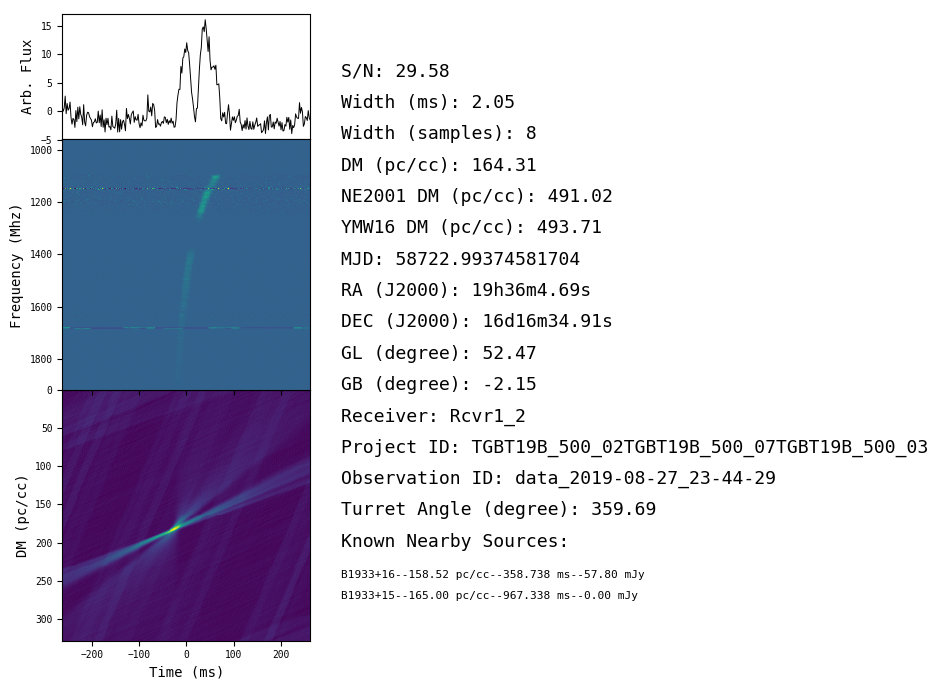 15
10
5
0
−5
Arb. Flux
1000
1200
1400
1600
1800
Frequency (Mhz)
0
50
100
150
200
250
300
DM (pc/cc)
−200 −100 0 100 200
Time (ms)
S/N: 29.58
Width (ms): 2.05
Width (samples): 8
DM (pc/cc): 164.31
NE2001 DM (pc/cc): 491.02
YMW16 DM (pc/cc): 493.71
MJD: 58722.99374581704
RA (J2000): 19h36m4.69s
DEC (J2000): 16d16m34.91s
GL (degree): 52.47
GB (degree): -2.15
Receiver: Rcvr1_2
Project ID: TGBT19B_500_02TGBT19B_500_07TGBT19B_500_03
Observation ID: data_2019-08-27_23-44-29
Turret Angle (degree): 359.69
Known Nearby Sources:
B1933+16--158.52 pc/cc--358.738 ms--57.80 mJy
B1933+15--165.00 pc/cc--967.338 ms--0.00 mJy